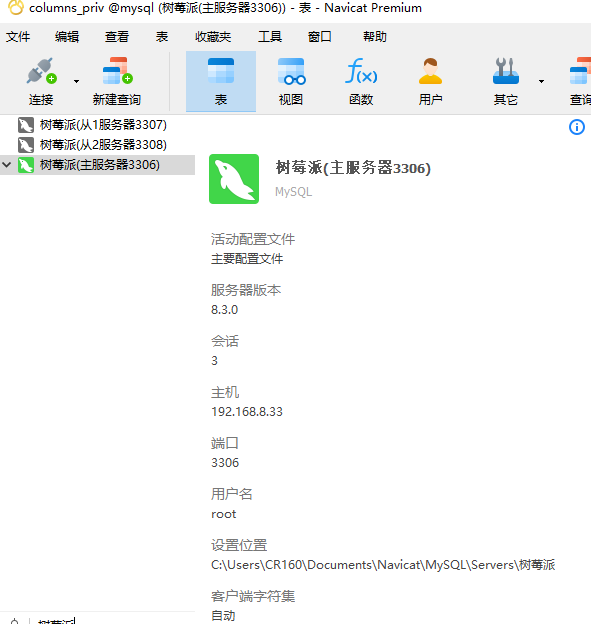 columns_priv @mysql (树莓派(主服务器3306)) - 表 - Navicat Premium
文件 编辑 查看 表 收藏夹 工具 窗口 帮助
连接 新建查询 表 视图 函数 用户 其它 查询
树莓派(从1服务器3307)
树莓派(从2服务器3308)
树莓派(主服务器3306)
树莓派(主服务器3306)
MySQL
活动配置文件
主要配置文件
服务器版本
8.3.0
会话
3
主机
192.168.8.33
端口
3306
用户名
root
设置位置
C:\Users\CR160\Documents\Navicat\MySQL\Servers\树莓派
客户端字符集
自动
树莓派